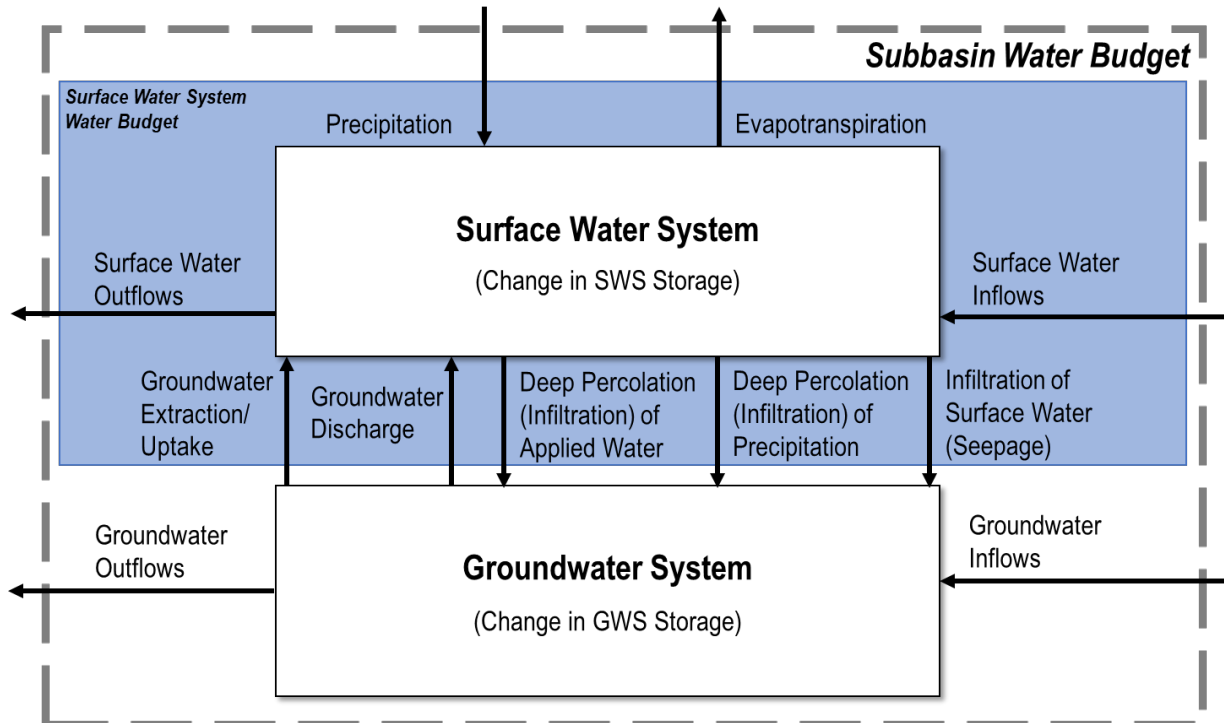 Subbasin Water Budget
Surface Water System
Water Budget
Precipitation
Evapotranspiration
Surface Water System
(Change in SWS Storage)
Surface Water
Outflows
Surface Water
Inflows
Groundwater
Extraction/
Uptake
Groundwater
Discharge
Deep Percolation
(Infiltration) of
Applied Water
Deep Percolation
(Infiltration) of
Precipitation
Infiltration of
Surface Water
(Seepage)
Groundwater
Outflows
Groundwater System
(Change in GWS Storage)
Groundwater
Inflows